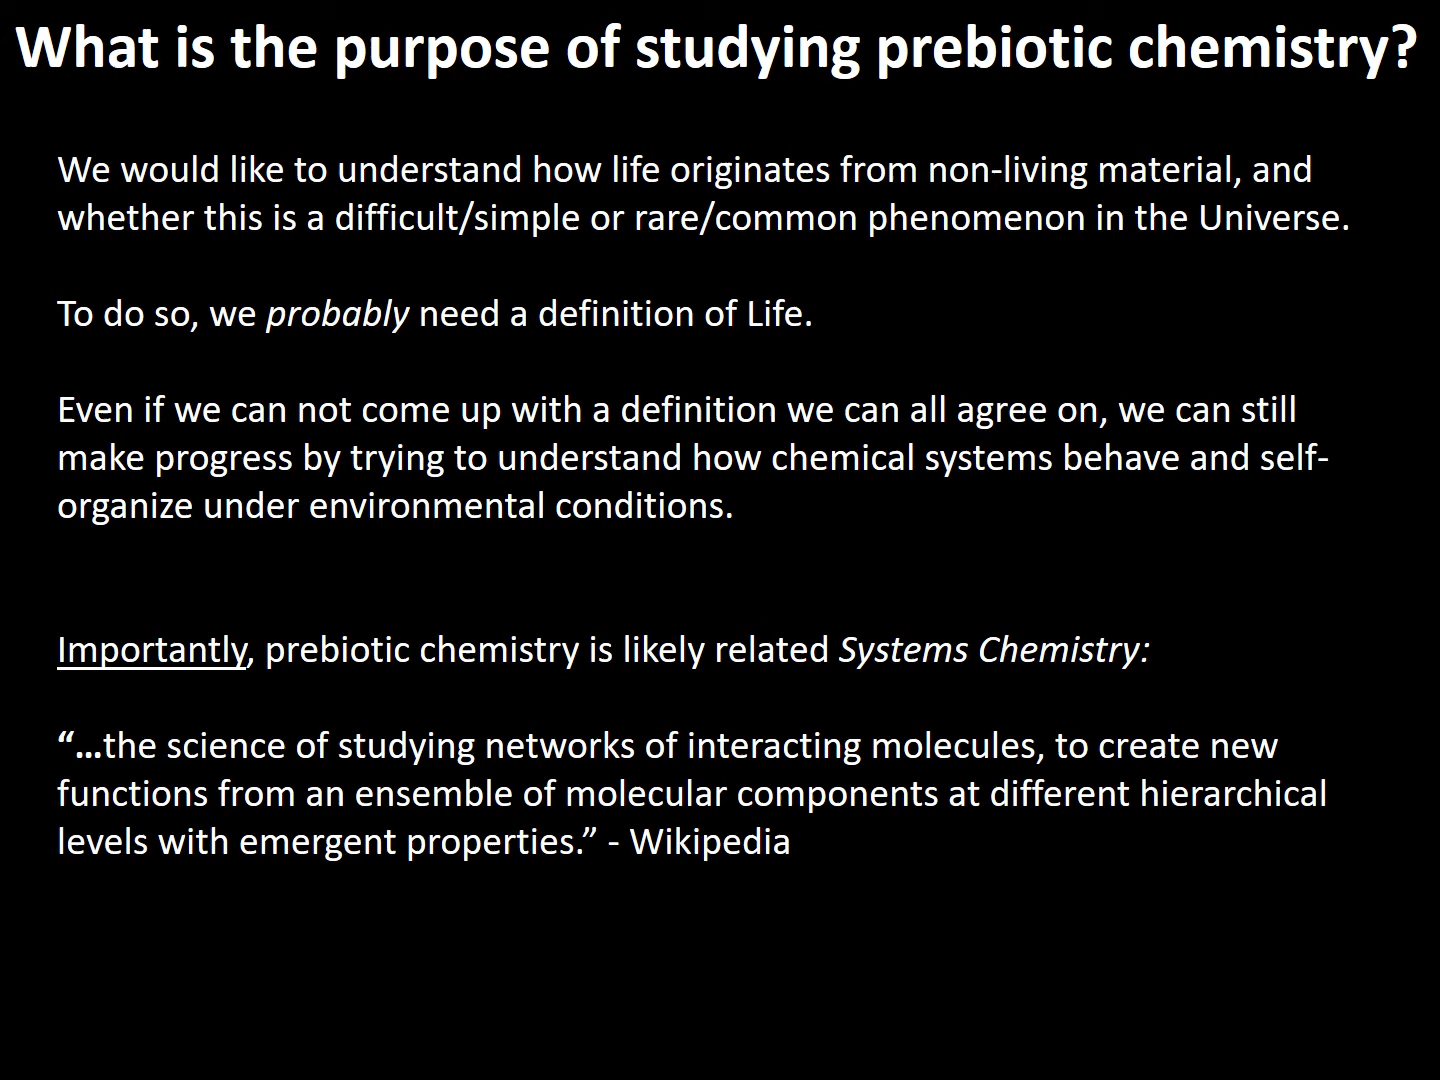 What is the purpose of studying prebiotic chemistry?
We would like to understand how life originates from non-living material, and
whether this is a difficult/simple or rare/common phenomenon in the Universe.
To do so, we probably need a definition of Life.
Even if we can not come up with a definition we can all agree on, we can still
make progress by trying to understand how chemical systems behave and self-
organize under environmental conditions.
Importantly, prebiotic chemistry is likely related Systems Chemistry:
“…the science of studying networks of interacting molecules, to create new
functions from an ensemble of molecular components at different hierarchical
levels with emergent properties.” - Wikipedia